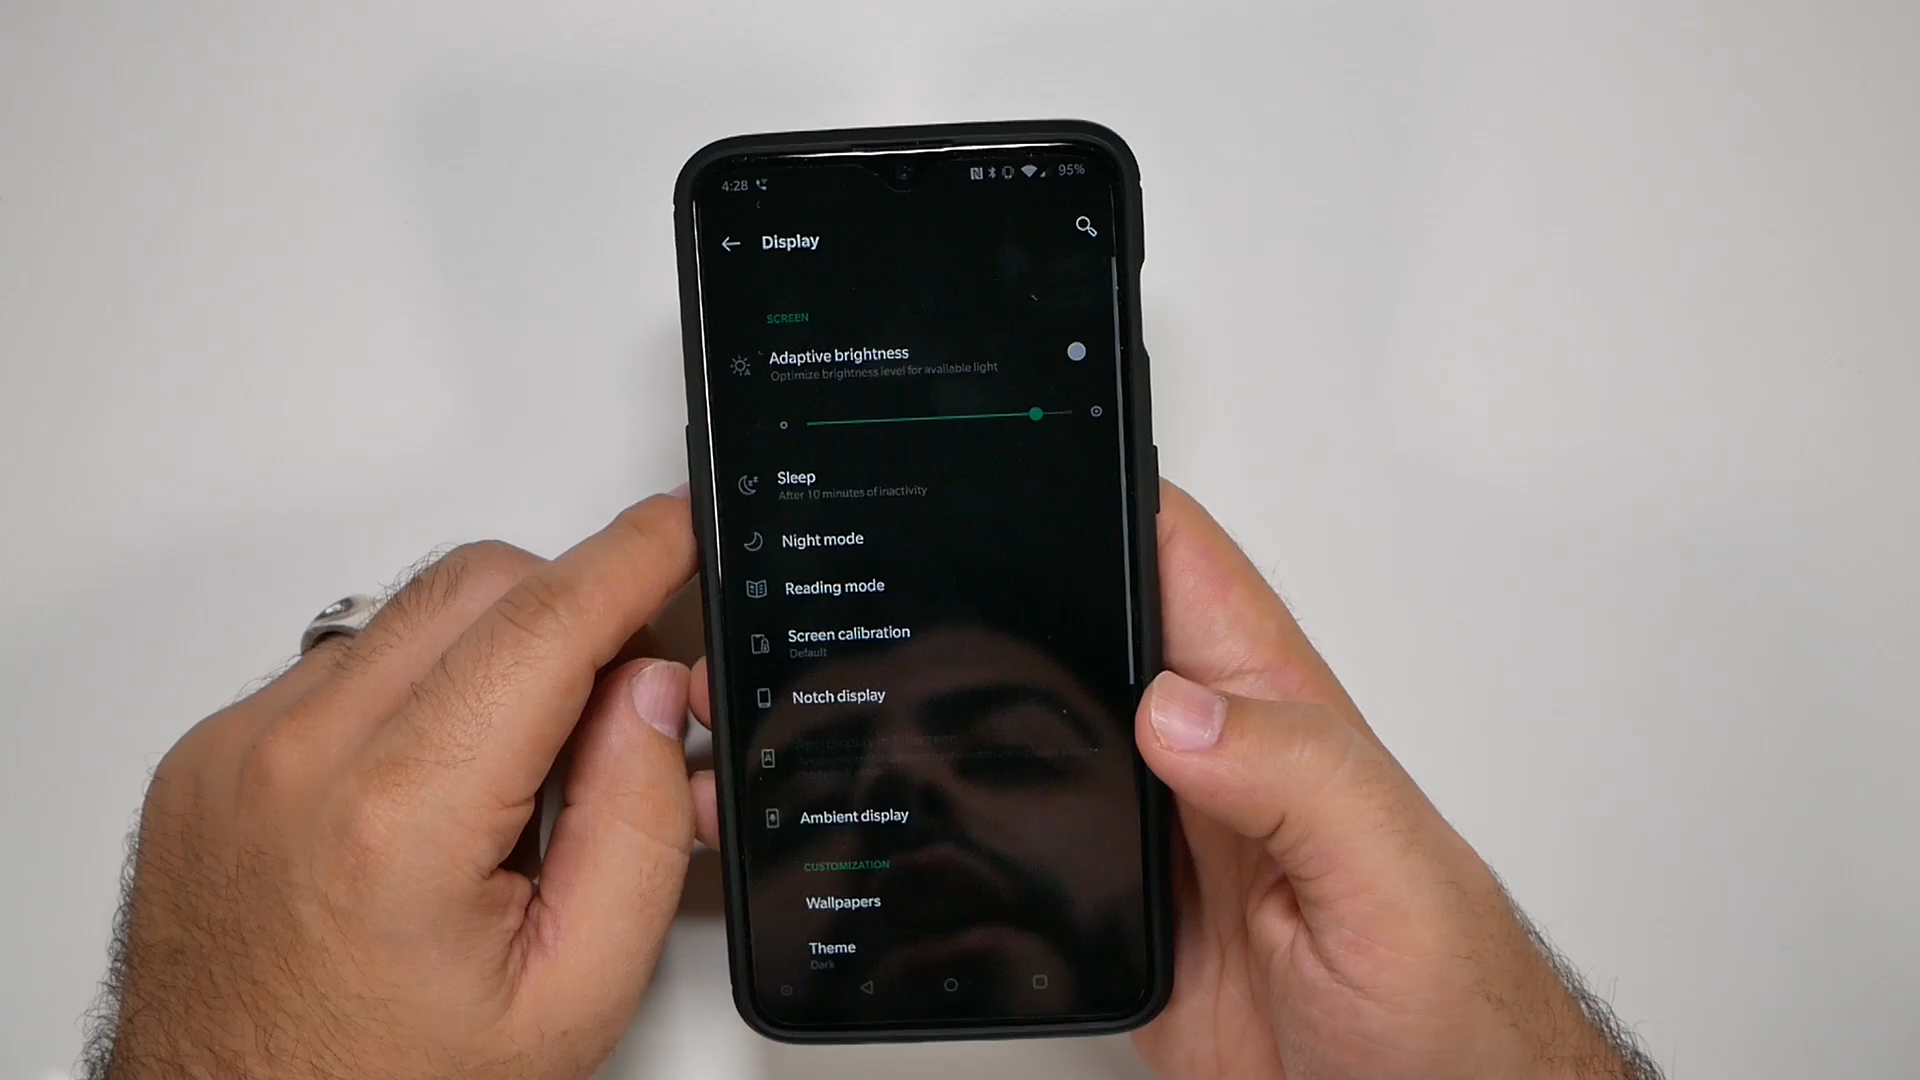 4:28 95%
Display
SCREEN
Adaptive brightness
Optimize brightness level for available light
Sleep
After 10 minutes of inactivity
Night mode
Reading mode
Screen calibration
Default
Notch display
Ambient display
CUSTOMIZATION
Wallpapers
Theme
Dark